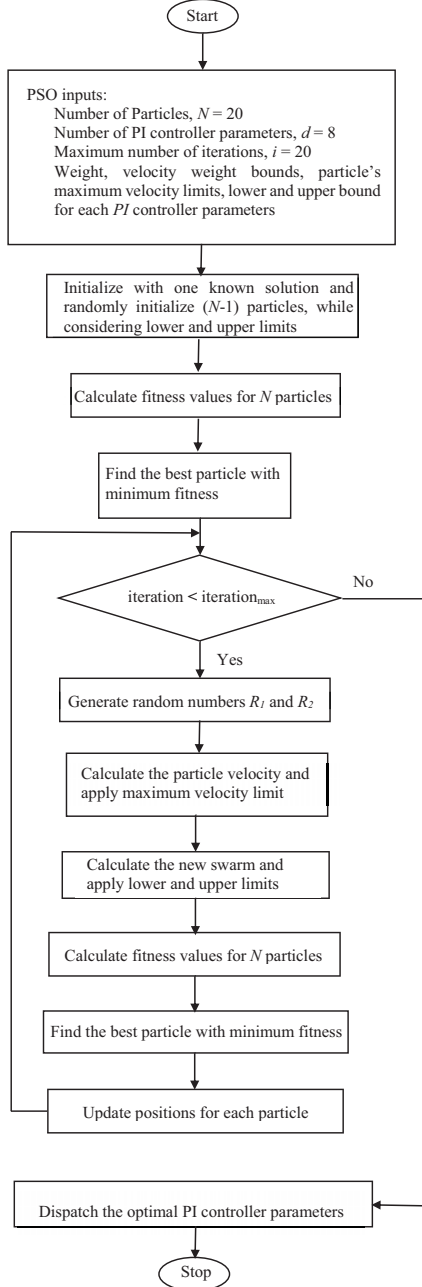 Start
PSO inputs:
Number of Particles, N = 20
Number of PI controller parameters, d = 8
Maximum number of iterations, i = 20
Weight, velocity weight bounds, particle's
maximum velocity limits, lower and upper bound
for each PI controller parameters
Initialize with one known solution and
randomly initialize (N-1) particles, while
considering lower and upper limits
Calculate fitness values for N particles
Find the best particle with
minimum fitness
iteration < iterationmax
No
Yes
Generate random numbers R1 and R2
Calculate the particle velocity and
apply maximum velocity limit
Calculate the new swarm and
apply lower and upper limits
Calculate fitness values for N particles
Find the best particle with minimum fitness
Update positions for each particle
Dispatch the optimal PI controller parameters
Stop